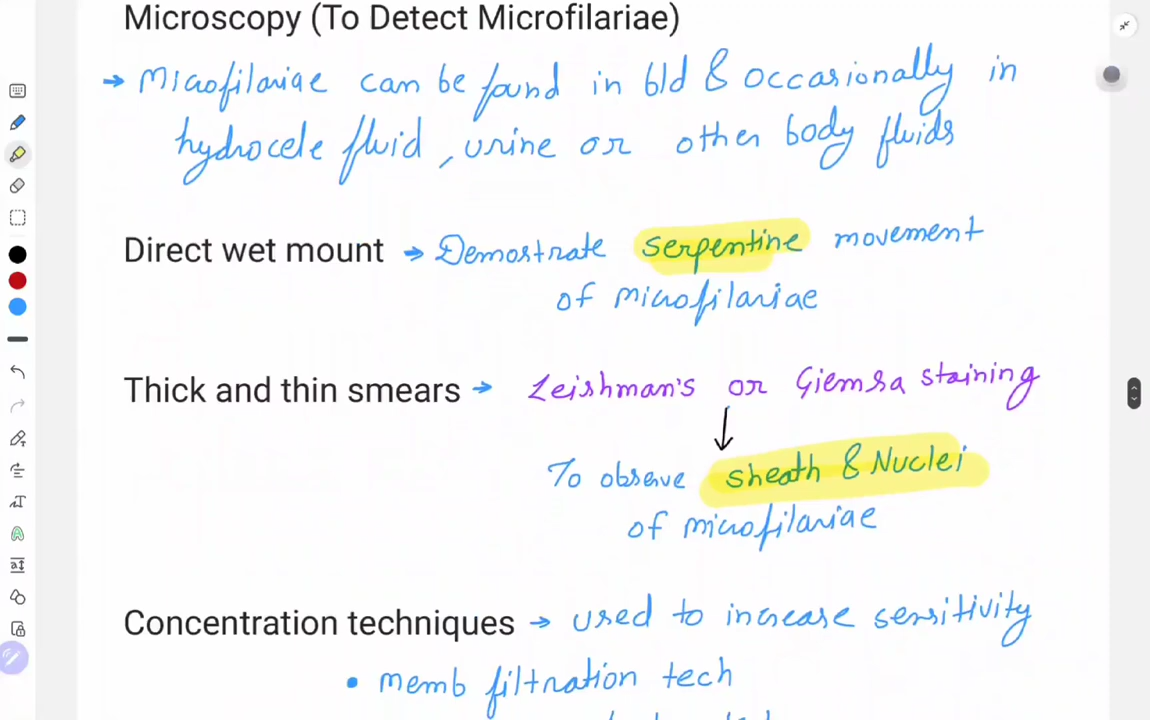 Microscopy (To Detect Microfilariae)
→ Microfilariae can be found in bld & occasionally in
hydrocele fluid, urine or other body fluids
Direct wet mount → Demostrate serpentine movement
of microfilariae
Thick and thin smears → Leishman's or Giemsa staining
↓
To observe sheath & Nuclei
of microfilariae
Concentration techniques → used to increase sensitivity
• memb filtration tech